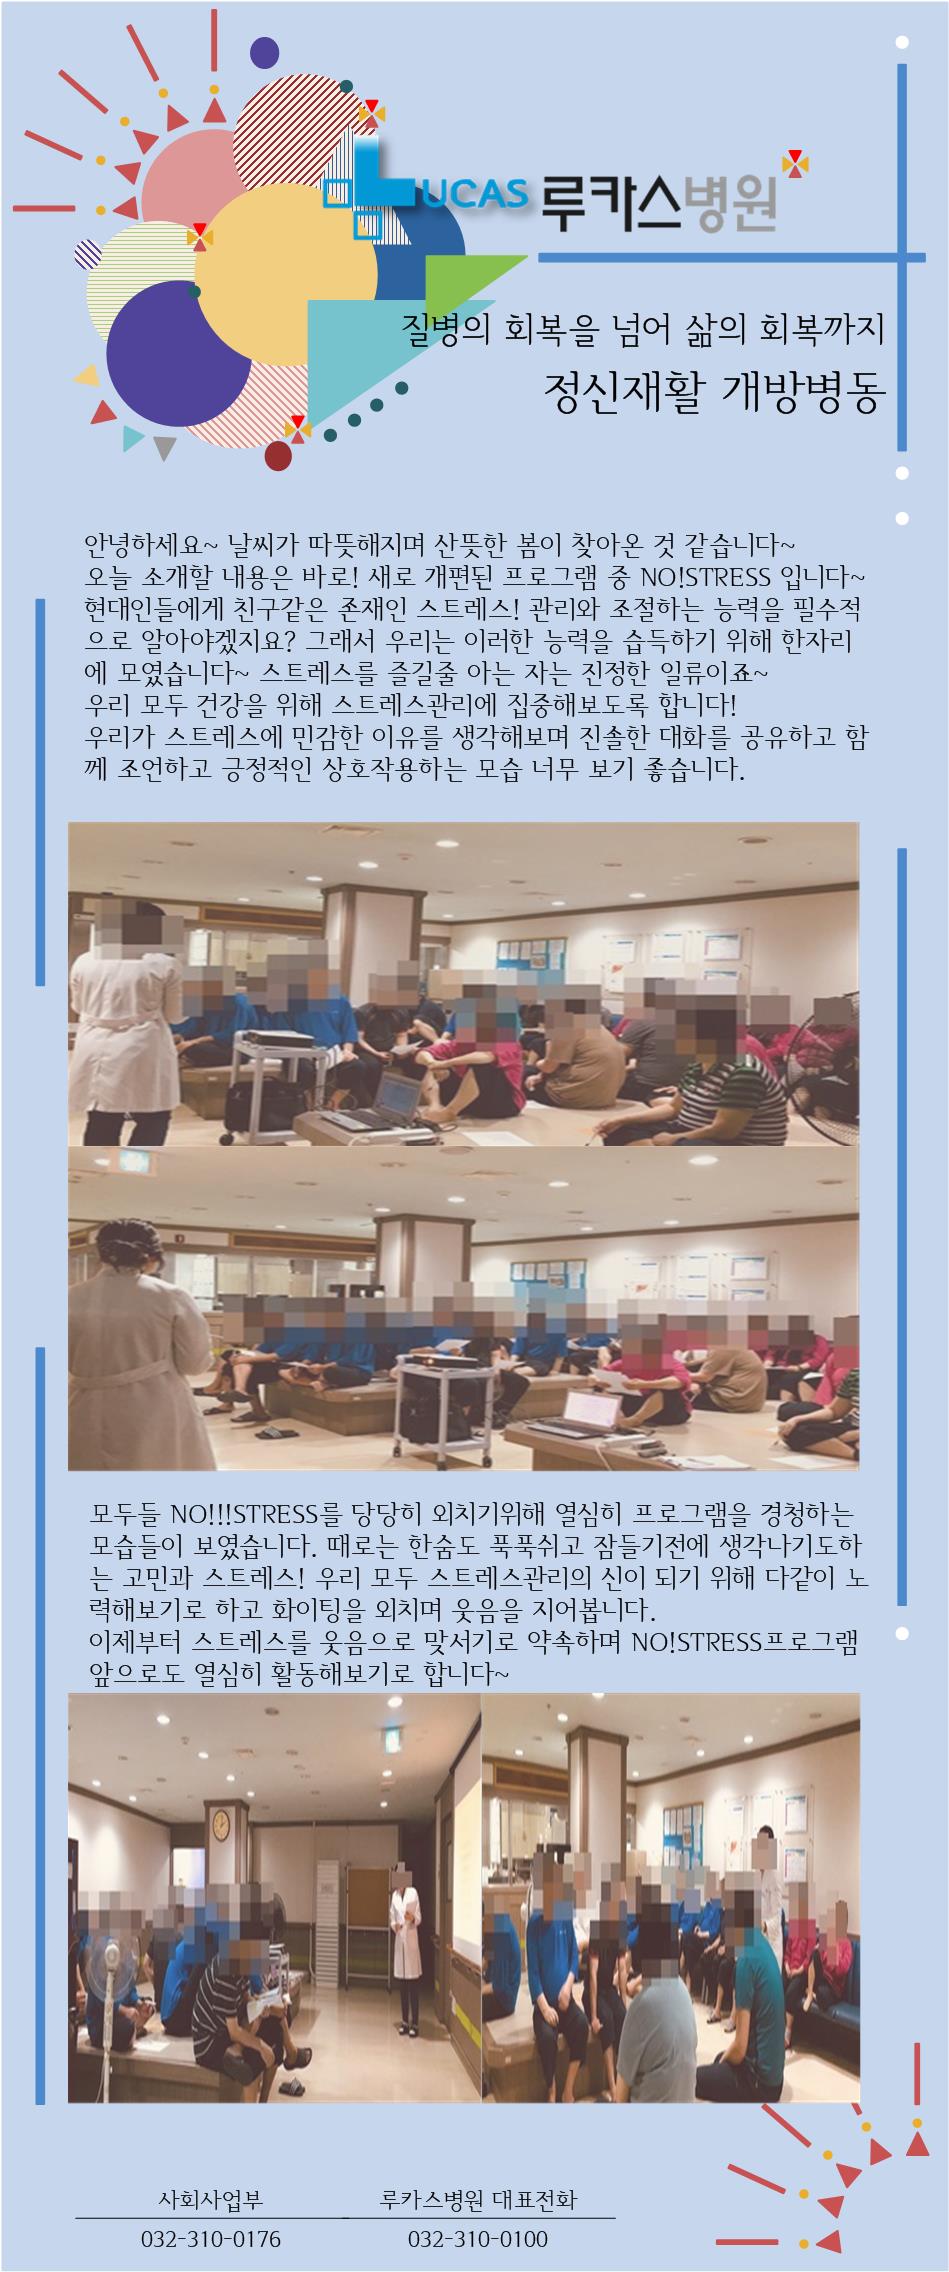 LUCAS 루카스병원
질병의 회복을 넘어 삶의 회복까지
정신재활 개방병동
안녕하세요~ 날씨가 따뜻해지며 산뜻한 봄이 찾아온 것 같습니다~
오늘 소개할 내용은 바로! 새로 개편된 프로그램 중 NO!STRESS 입니다~
현대인들에게 친구같은 존재인 스트레스! 관리와 조절하는 능력을 필수적
으로 알아야겠지요? 그래서 우리는 이러한 능력을 습득하기 위해 한자리
에 모였습니다~ 스트레스를 즐길줄 아는 자는 진정한 일류이죠~
우리 모두 건강을 위해 스트레스관리에 집중해보도록 합니다!
우리가 스트레스에 민감한 이유를 생각해보며 진솔한 대화를 공유하고 함
께 조언하고 긍정적인 상호작용하는 모습 너무 보기 좋습니다.
모두들 NO!!!STRESS를 당당히 외치기위해 열심히 프로그램을 경청하는
모습들이 보였습니다. 때로는 한숨도 푹푹쉬고 잠들기전에 생각나기도하
는 고민과 스트레스! 우리 모두 스트레스관리의 신이 되기 위해 다같이 노
력해보기로 하고 화이팅을 외치며 웃음을 지어봅니다.
이제부터 스트레스를 웃음으로 맞서기로 약속하며 NO!STRESS프로그램
앞으로도 열심히 활동해보기로 합니다~
사회사업부 루카스병원 대표전화
032-310-0176 032-310-0100